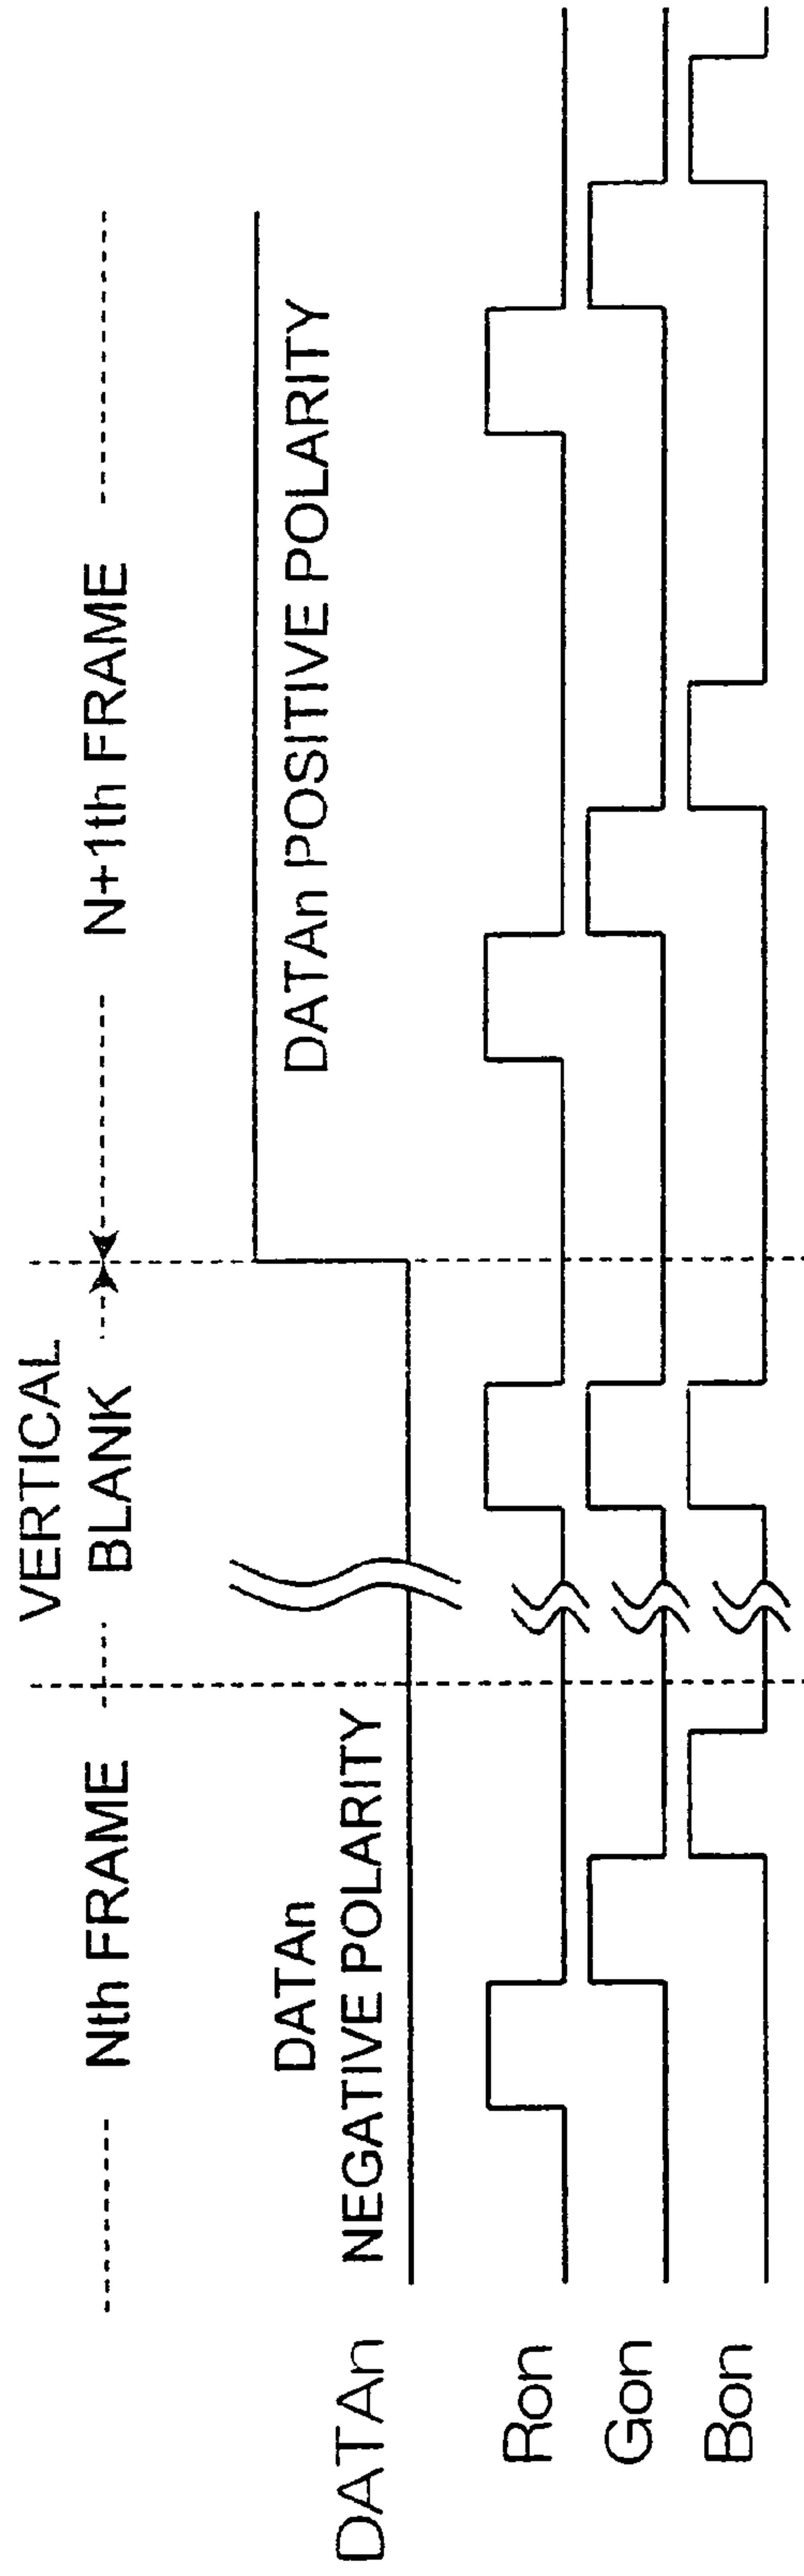 VERTICAL
Nth FRAME BLANK N+1th FRAME
DATAn
NEGATIVE POLARITY
DATAn POSITIVE POLARITY
DATAn
Ron
Gon
Bon